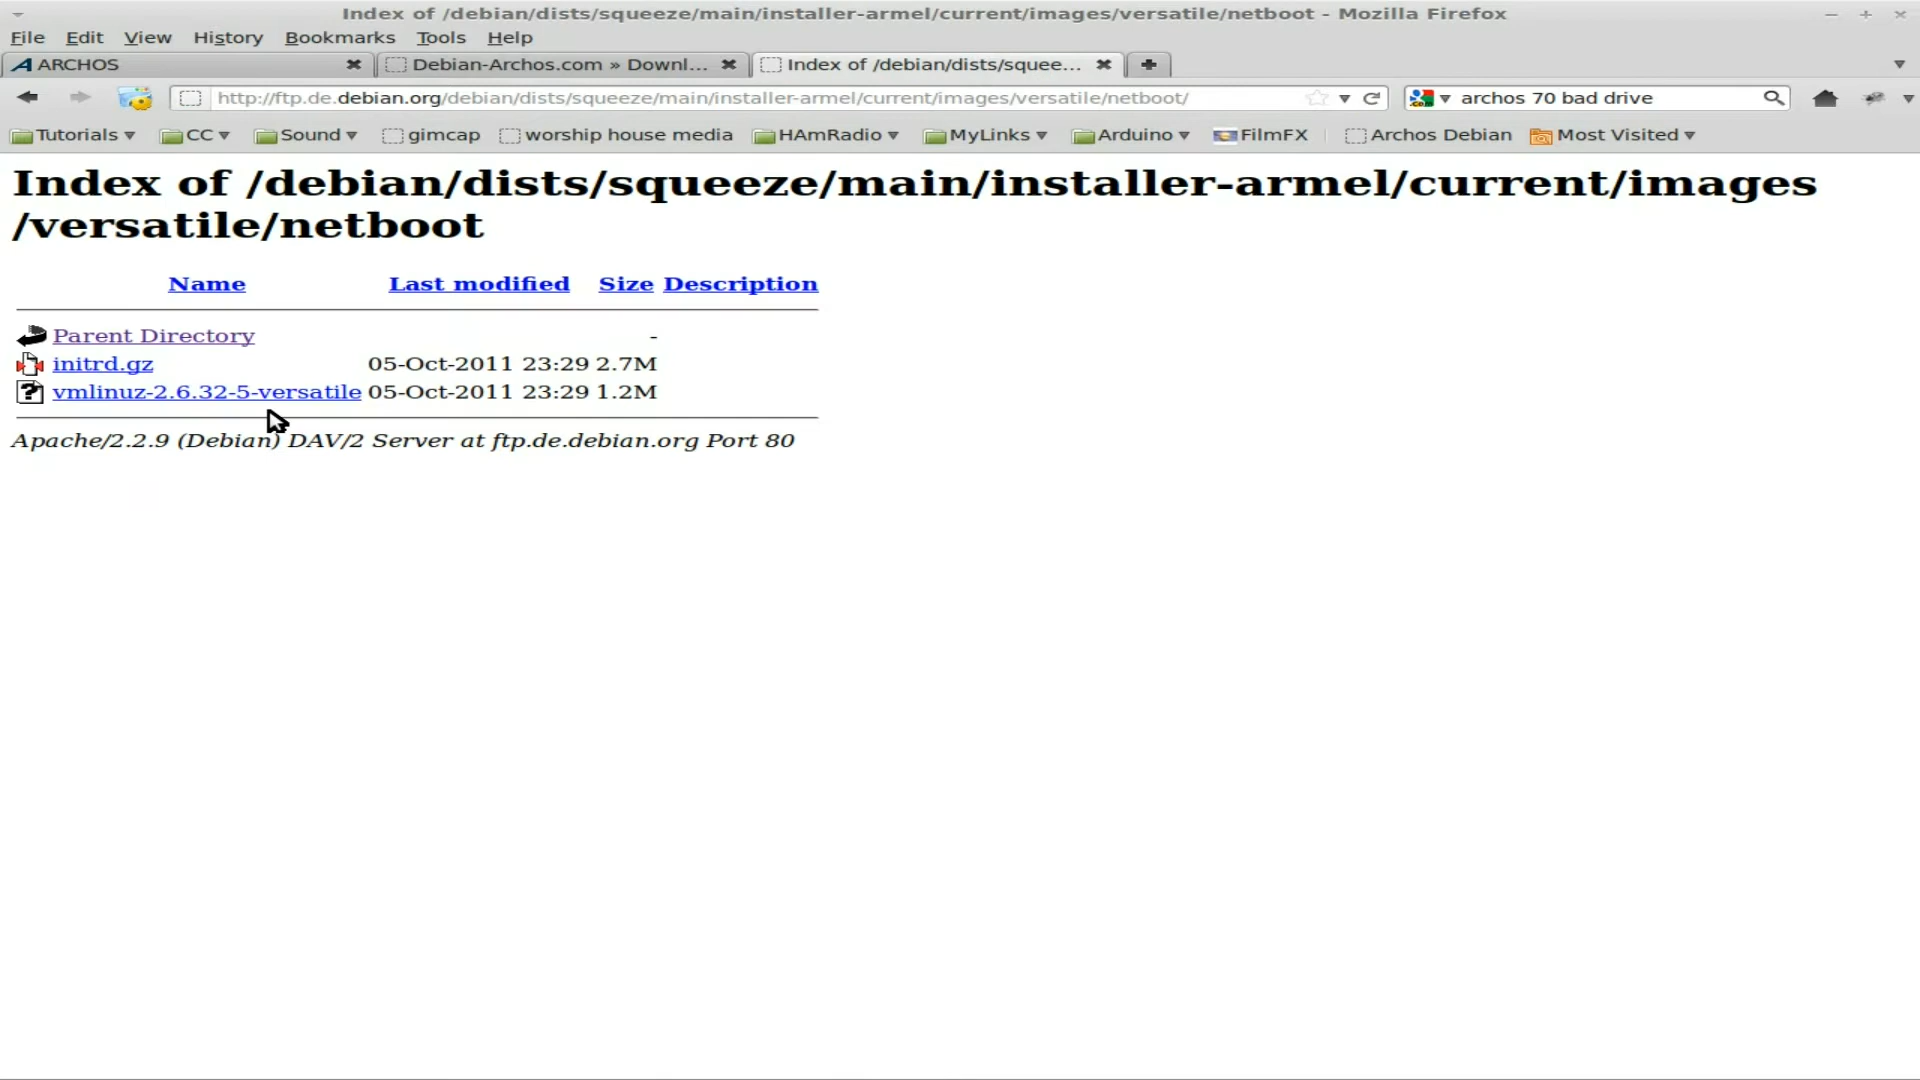 Index of /debian/dists/squeeze/main/installer-armel/current/images/versatile/netboot - Mozilla Firefox
File Edit View History Bookmarks Tools Help
ARCHOS Debian-Archos.com » Downl... Index of /debian/dists/squee...
http://ftp.de.debian.org/debian/dists/squeeze/main/installer-armel/current/images/versatile/netboot/ archos 70 bad drive
Tutorials CC Sound gimcap worship house media HAmRadio MyLinks Arduino FilmFX Archos Debian Most Visited
Index of /debian/dists/squeeze/main/installer-armel/current/images
/versatile/netboot
Name Last modified Size Description
Parent Directory -
initrd.gz 05-Oct-2011 23:29 2.7M
vmlinuz-2.6.32-5-versatile 05-Oct-2011 23:29 1.2M
Apache/2.2.9 (Debian) DAV/2 Server at ftp.de.debian.org Port 80